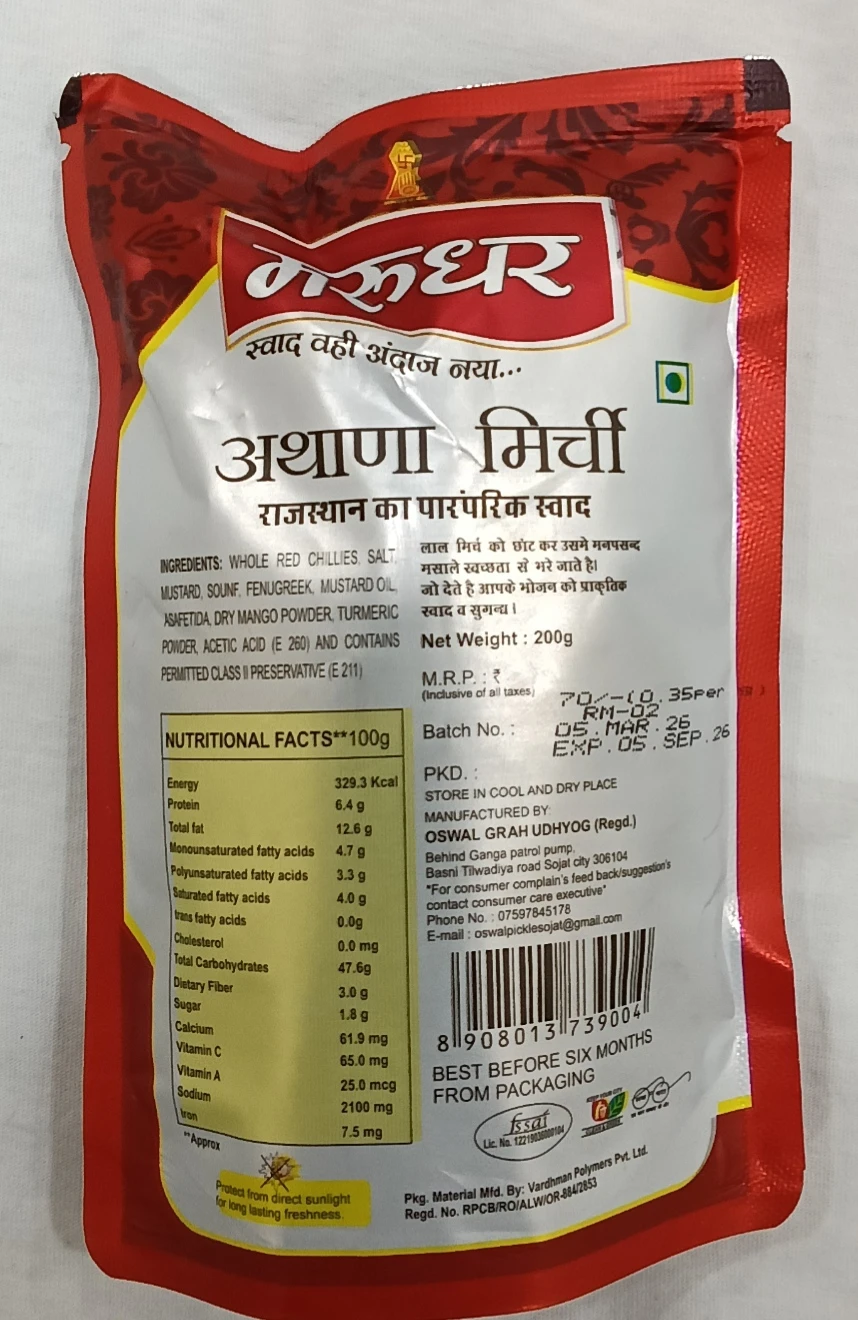 मरुधर
स्वाद वही अंदाज नया...
अथाणा मिर्ची
राजस्थान का पारंपरिक स्वाद
INGREDIENTS: WHOLE RED CHILLIES, SALT,
MUSTARD, SOUNF, FENUGREEK, MUSTARD OIL,
ASAFETIDA, DRY MANGO POWDER, TURMERIC
POWDER, ACETIC ACID (E 260) AND CONTAINS
PERMITTED CLASS II PRESERVATIVE (E 211)
लाल मिर्च को छांट कर उसमे मनपसन्द
मसाले स्वच्छता से भरे जाते है।
जो देते है आपके भोजन को प्राकृतिक
स्वाद व सुगन्ध।
Net Weight : 200g
M.R.P. : ₹
(Inclusive of all taxes)
70/-(0.35per
RM-02
Batch No. :
05.MAR.26
EXP.05.SEP.26
PKD. :
STORE IN COOL AND DRY PLACE
MANUFACTURED BY:
OSWAL GRAH UDHYOG (Regd.)
Behind Ganga patrol pump,
Basni Tilwadiya road Sojat city 306104
"For consumer complain's feed back/suggestion's
contact consumer care executive"
Phone No. : 07597845178
E-mail : oswalpicklesojat@gmail.com
8 908013 739004
BEST BEFORE SIX MONTHS
FROM PACKAGING
fssai
Lic. No. 12219036000104
NUTRITIONAL FACTS**100g
Energy 329.3 Kcal
Protein 6.4 g
Total fat 12.6 g
Monounsaturated fatty acids 4.7 g
Polyunsaturated fatty acids 3.3 g
Saturated fatty acids 4.0 g
trans fatty acids 0.0g
Cholesterol 0.0 mg
Total Carbohydrates 47.6g
Dietary Fiber 3.0 g
Sugar 1.8 g
Calcium 61.9 mg
Vitamin C 65.0 mg
Vitamin A 25.0 mcg
Sodium 2100 mg
Iron 7.5 mg
**Approx
Protect from direct sunlight
for long lasting freshness.
Pkg. Material Mfd. By: Vardhman Polymers Pvt. Ltd.
Regd. No. RPCB/RO/ALW/OR-884/2853